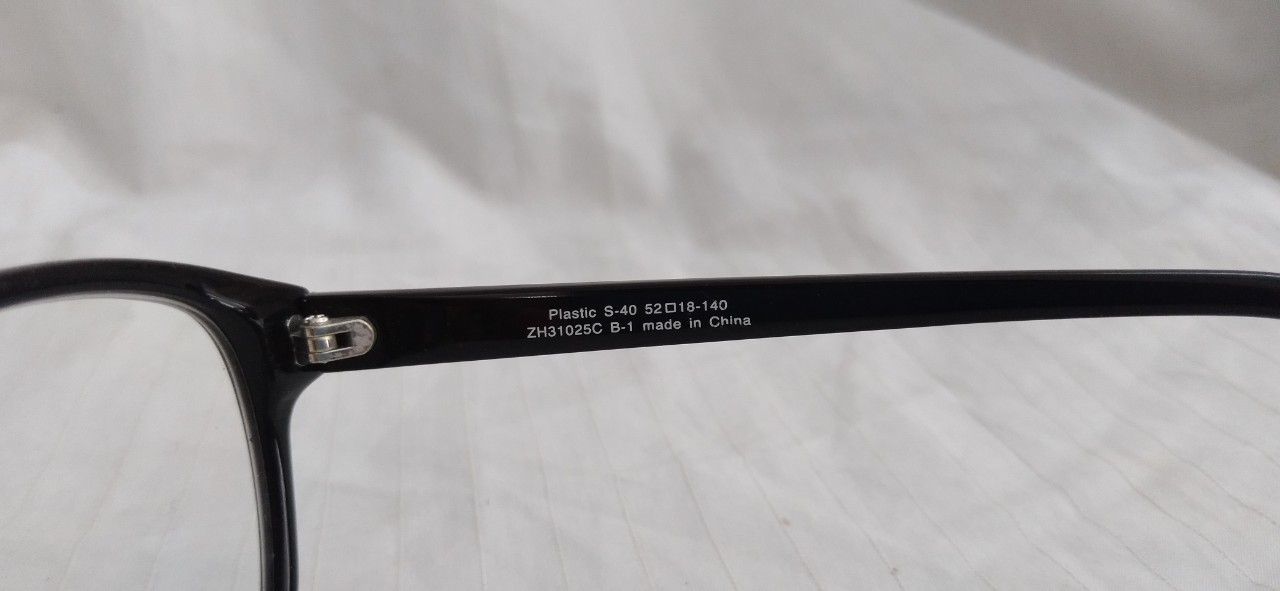 Plastic S-40 52□18-140
ZH31025C B-1 made in China